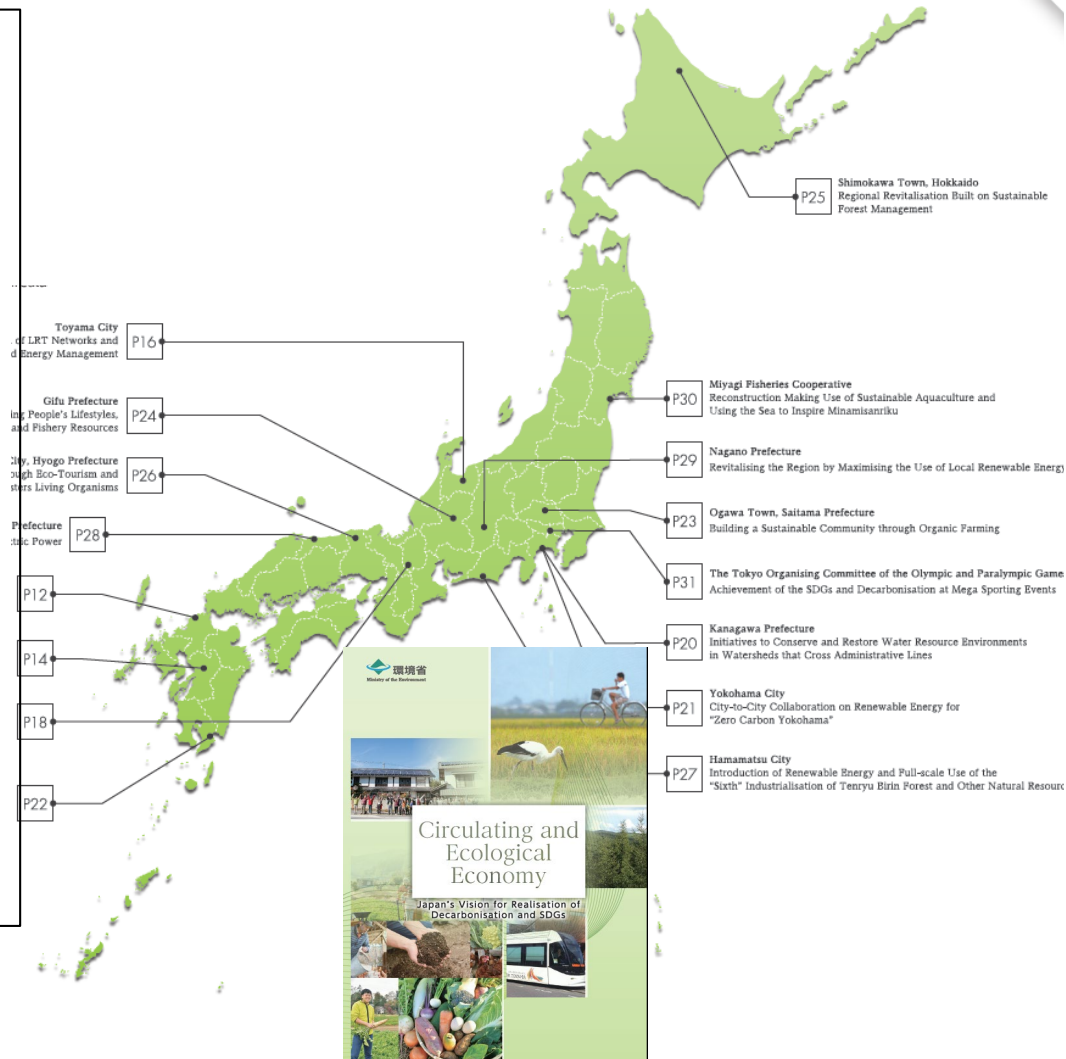 P25
Shimokawa Town, Hokkaido
Regional Revitalisation Built on Sustainable
Forest Management
Toyama City
of LRT Networks and
Energy Management
P16
Gifu Prefecture
People's Lifestyles,
and Fishery Resources
P24
City, Hyogo Prefecture
Eco-Tourism and
Living Organisms
P26
Prefecture
Power
P28
P12
P14
P18
P22
P30
Miyagi Fisheries Cooperative
Reconstruction Making Use of Sustainable Aquaculture and
Using the Sea to Inspire Minamisanriku
P29
Nagano Prefecture
Revitalising the Region by Maximising the Use of Local Renewable Energy
P23
Ogawa Town, Saitama Prefecture
Building a Sustainable Community through Organic Farming
P31
The Tokyo Organising Committee of the Olympic and Paralympic Game
Achievement of the SDGs and Decarbonisation at Mega Sporting Events
P20
Kanagawa Prefecture
Initiatives to Conserve and Restore Water Resource Environments
in Watersheds that Cross Administrative Lines
P21
Yokohama City
City-to-City Collaboration on Renewable Energy for
"Zero Carbon Yokohama"
P27
Hamamatsu City
Introduction of Renewable Energy and Full-scale Use of the
"Sixth" Industrialisation of Tenryu Birin Forest and Other Natural Resourc
環境省
Ministry of the Environment
Circulating and
Ecological
Economy
Japan's Vision for Realisation of
Decarbonisation and SDGs